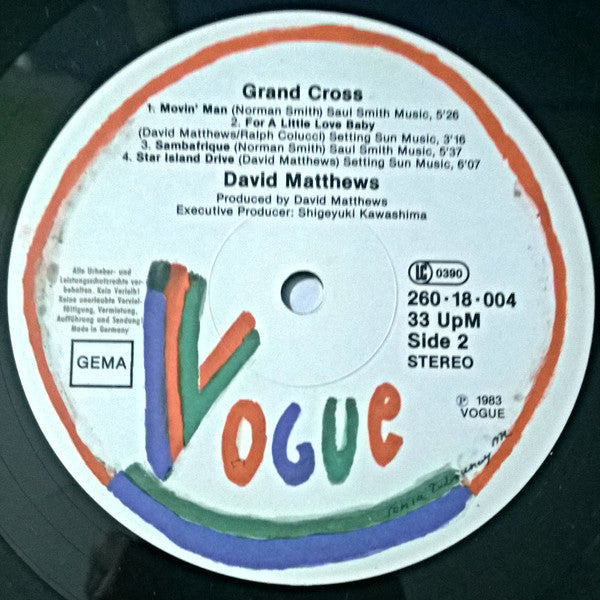 Grand Cross
1. Movin' Man (Norman Smith) Saul Smith Music, 5'26
2. For A Little Love Baby
(David Matthews/Ralph Colucci) Setting Sun Music, 3'16
3. Sambafrique (Norman Smith) Saul Smith Music, 5'37
4. Star Island Drive (David Matthews) Setting Sun Music, 6'07
David Matthews
Produced by David Matthews
Executive Producer: Shigeyuki Kawashima
Alle Urheber- und
Leistungsschutzrechte vor-
behalten. Kein Verleih!
Keine unerlaubte Vorviel-
fältigung, Vermietung,
Aufführung und Sendung!
Made in Germany
GEMA
LC 0390
260·18·004
33 UpM
Side 2
STEREO
℗ 1983
VOGUE
VOGUE